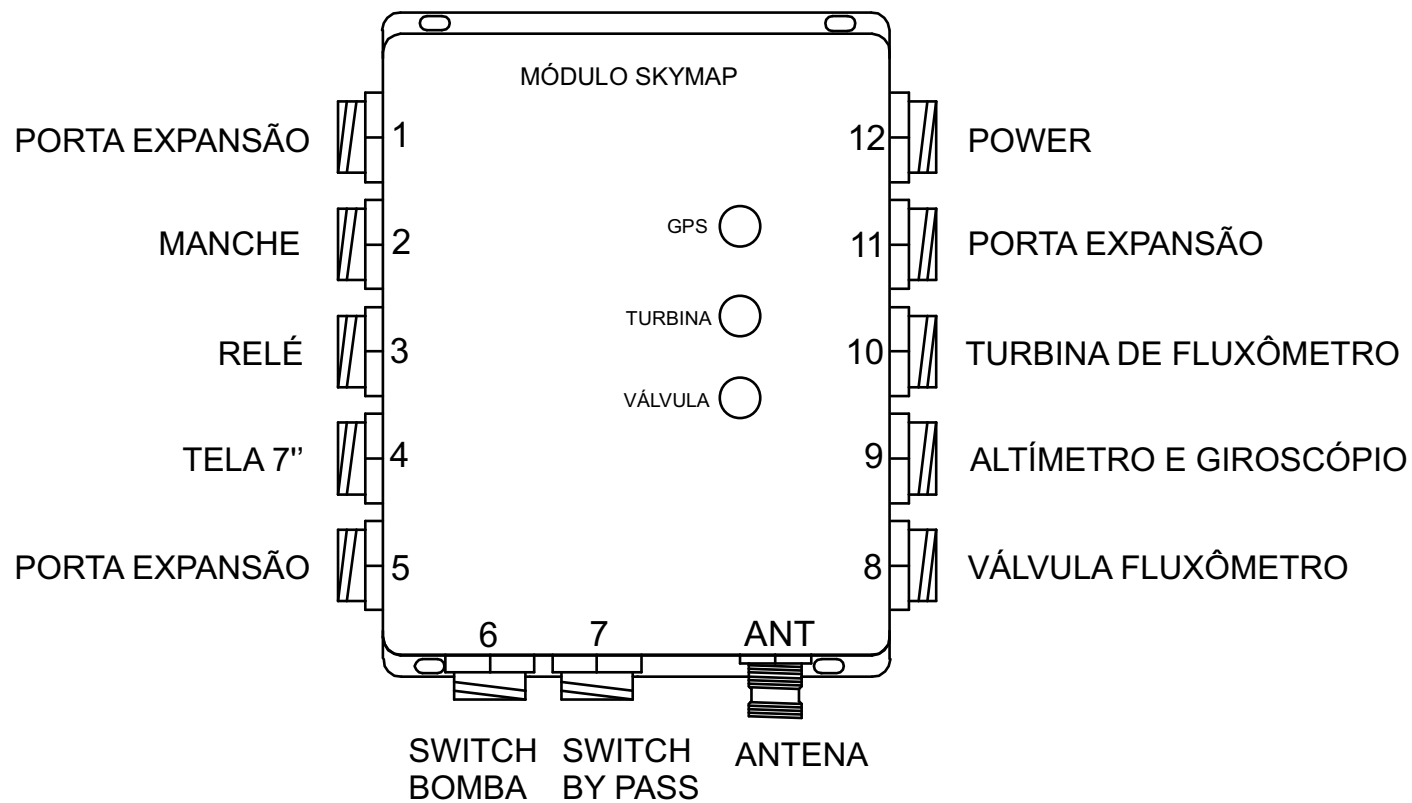 MÓDULO SKYMAP
PORTA EXPANSÃO 1
12 POWER
GPS
MANCHE 2
11 PORTA EXPANSÃO
TURBINA
RELÉ 3
10 TURBINA DE FLUXÔMETRO
VÁLVULA
TELA 7'' 4
9 ALTÍMETRO E GIROSCÓPIO
PORTA EXPANSÃO 5
8 VÁLVULA FLUXÔMETRO
6 7 ANT
SWITCH
BOMBA
SWITCH
BY PASS
ANTENA